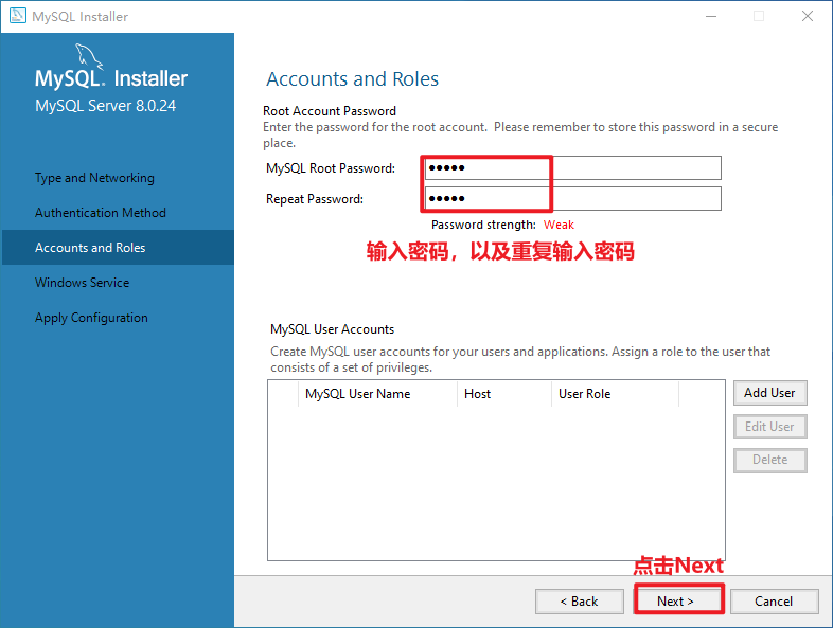 MySQL Installer
MySQL. Installer
MySQL Server 8.0.24
Type and Networking
Authentication Method
Accounts and Roles
Windows Service
Apply Configuration
Accounts and Roles
Root Account Password
Enter the password for the root account. Please remember to store this password in a secure
place.
MySQL Root Password: •••••
Repeat Password: •••••
Password strength: Weak
输入密码，以及重复输入密码
MySQL User Accounts
Create MySQL user accounts for your users and applications. Assign a role to the user that
consists of a set of privileges.
MySQL User Name Host User Role
Add User
Edit User
Delete
点击Next
< Back Next > Cancel